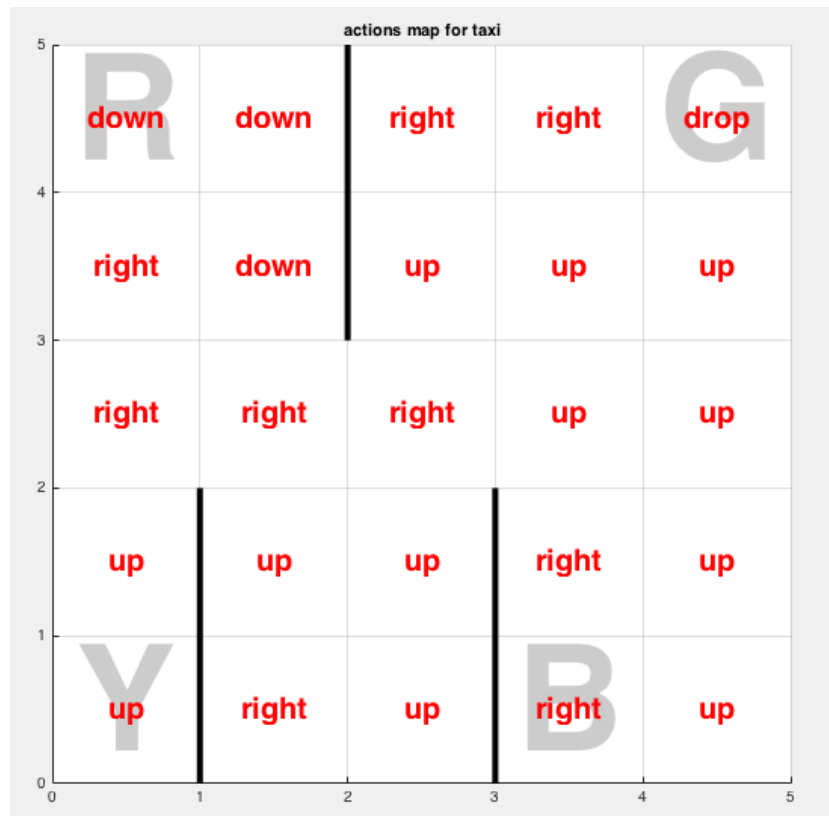 actions map for taxi
5
R G
down down right right drop
4
right down up up up
3
right right right up up
2
up up up right up
1
Y B
up right up right up
0
0 1 2 3 4 5